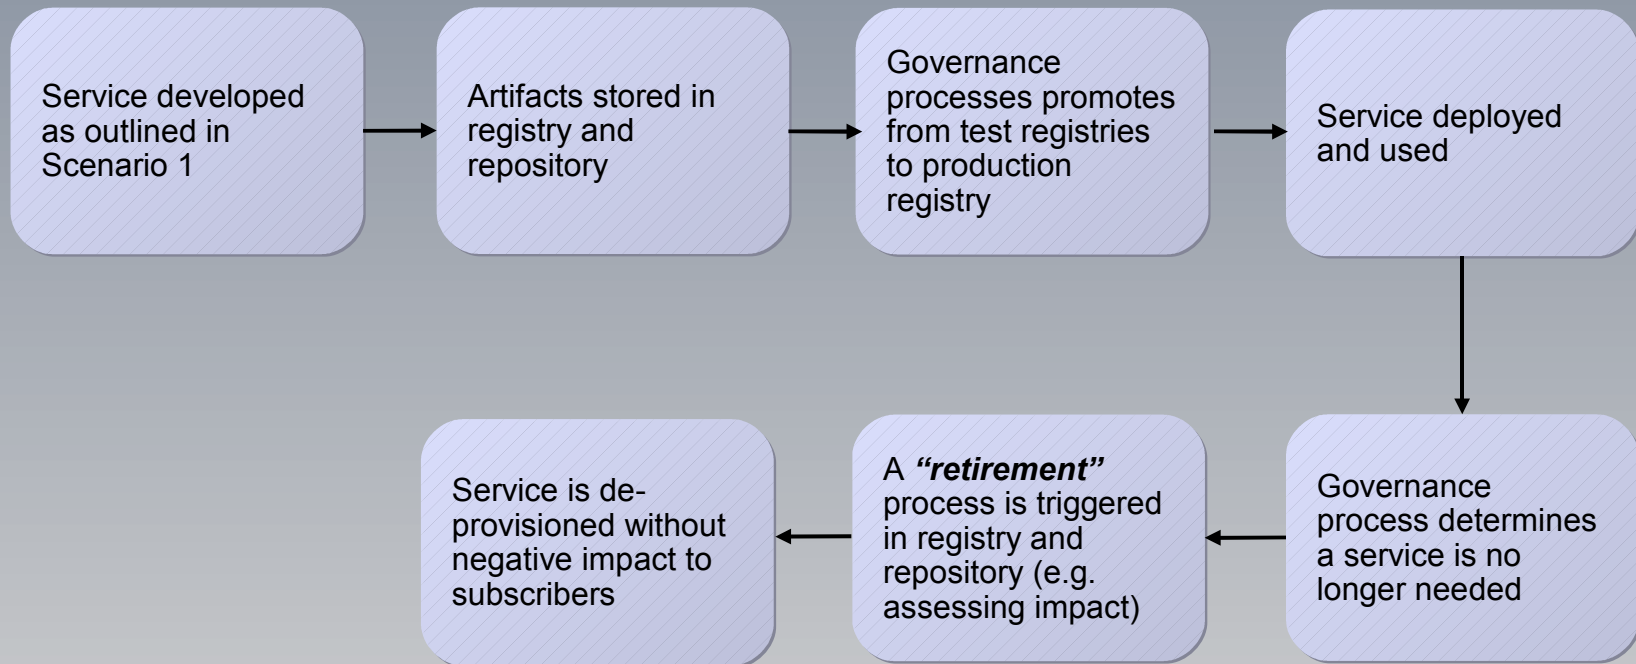 Service developed
as outlined in
Scenario 1
Artifacts stored in
registry and
repository
Governance
processes promotes
from test registries
to production
registry
Service deployed
and used
Governance
process determines
a service is no
longer needed
A “retirement”
process is triggered
in registry and
repository (e.g.
assessing impact)
Service is de-
provisioned without
negative impact to
subscribers